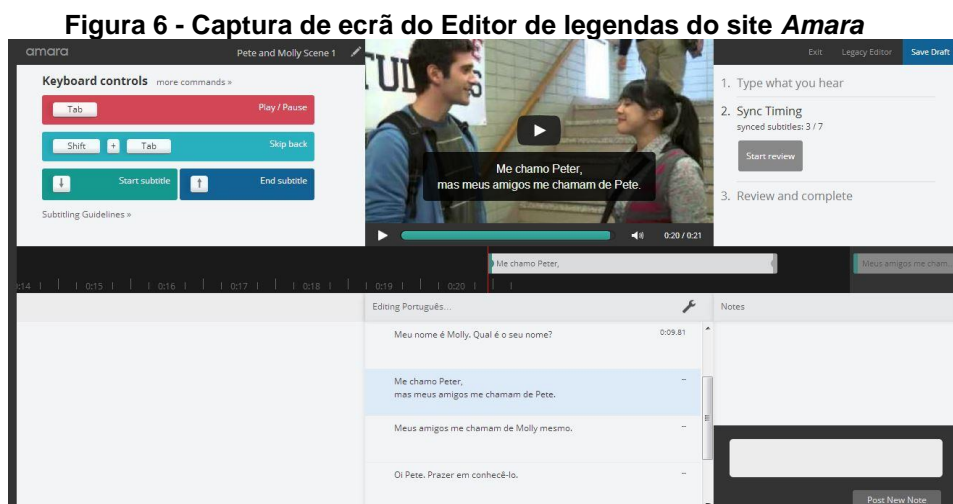 Figura 6 - Captura de ecrã do Editor de legendas do site Amara
amara
Pete and Molly Scene 1
Exit
Legacy Editor
Save Draft
Keyboard controls more commands »
Tab
Play / Pause
Shift + Tab
Skip back
Start subtitle
End subtitle
Subtitling Guidelines »
Me chamo Peter,
mas meus amigos me chamam de Pete.
0:20 / 0:21
1. Type what you hear
2. Sync Timing
synced subtitles: 3 / 7
Start review
3. Review and complete
Me chamo Peter,
Meus amigos me cham...
0:14 0:15 0:16 0:17 0:18 0:19 0:20
Editing Português...
Notes
Meu nome é Molly. Qual é o seu nome?
0:09.81
Me chamo Peter,
mas meus amigos me chamam de Pete.
--
Meus amigos me chamam de Molly mesmo.
--
Oi Pete. Prazer em conhecê-lo.
--
Post New Note